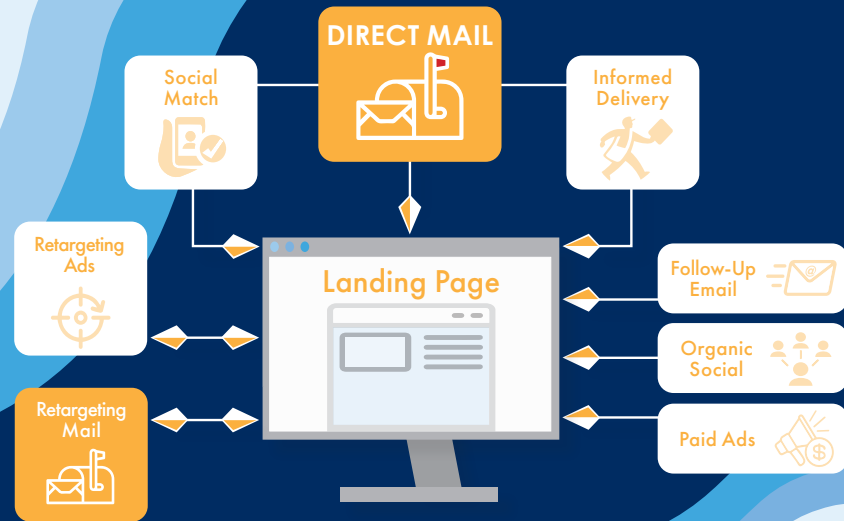 DIRECT MAIL
Social
Match
Informed
Delivery
Retargeting
Ads
Landing Page
Follow-Up
Email
@
Organic
Social
Retargeting
Mail
Paid Ads
$